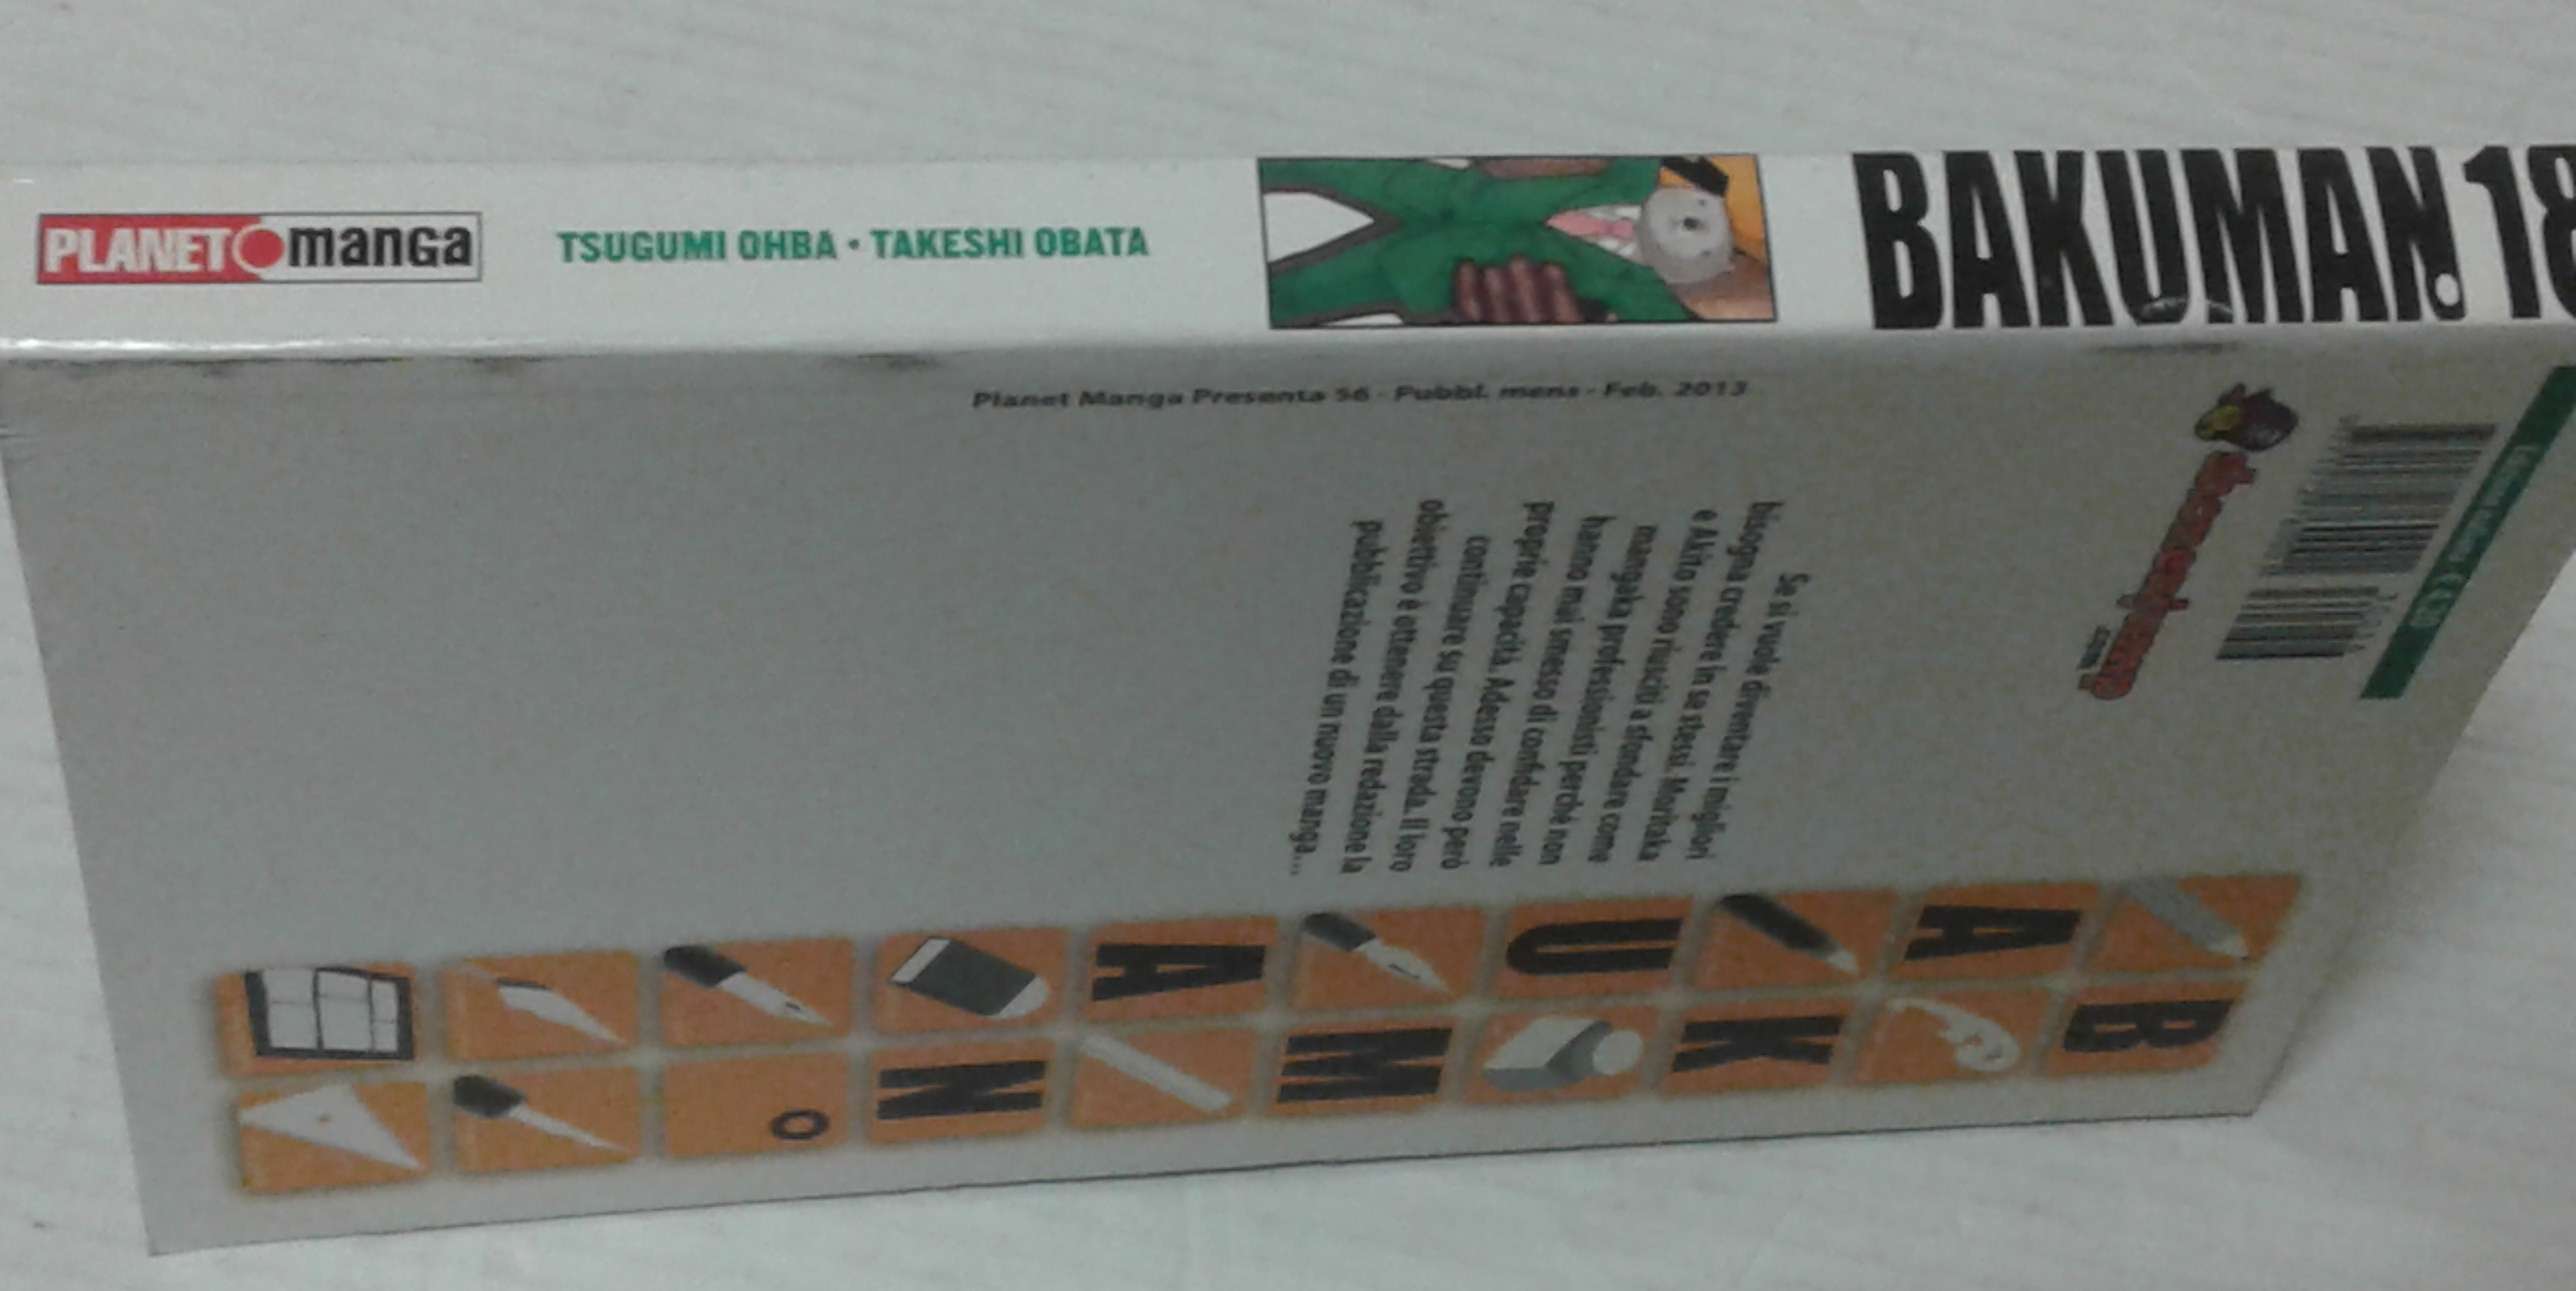 PLANET manga
TSUGUMI OHBA • TAKESHI OBATA
BAKUMAN. 18
Planet Manga Presenta 56 - Pubbl. mens - Feb. 2013
Se si vuole diventare i migliori
bisogna credere in se stessi. Moritaka
e Akito sono riusciti a sfondare come
mangaka professionisti perché non
hanno mai smesso di confidare nelle
proprie capacità. Adesso devono però
continuare su questa strada. Il loro
obiettivo è ottenere dalla redazione la
pubblicazione di un nuovo manga...
B A K U M A N .